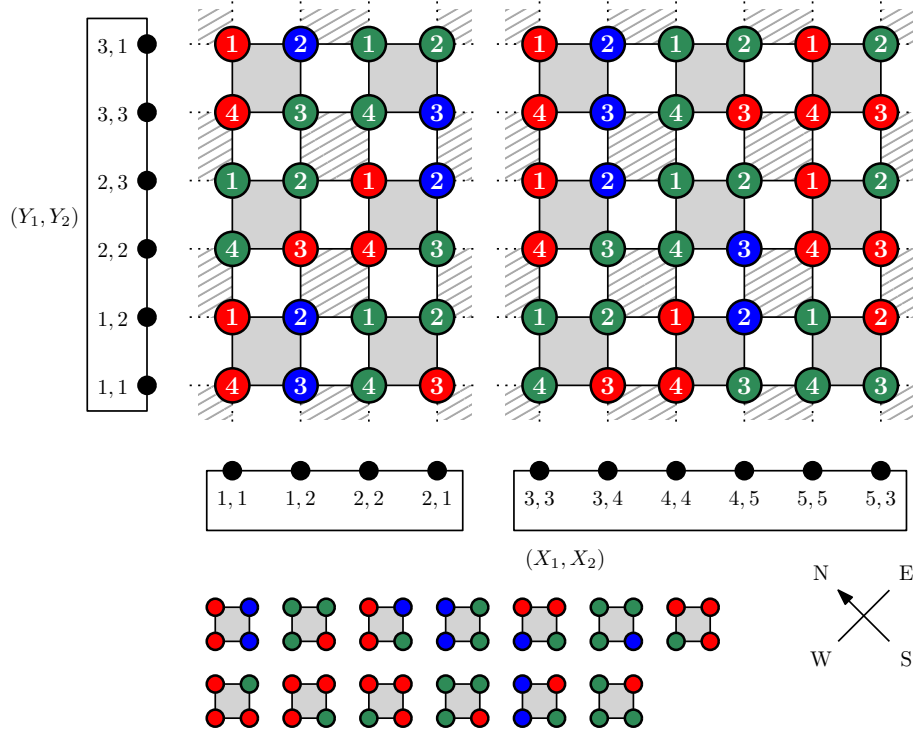 3, 1 1 2 1 2 1 2 1 2 1 2
3, 3 4 3 4 3 4 3 4 3 4 3
2, 3 1 2 1 2 1 2 1 2 1 2
(Y1, Y2)
2, 2 4 3 4 3 4 3 4 3 4 3
1, 2 1 2 1 2 1 2 1 2 1 2
1, 1 4 3 4 3 4 3 4 3 4 3
1, 1 1, 2 2, 2 2, 1 3, 3 3, 4 4, 4 4, 5 5, 5 5, 3
(X1, X2)
N E
W S